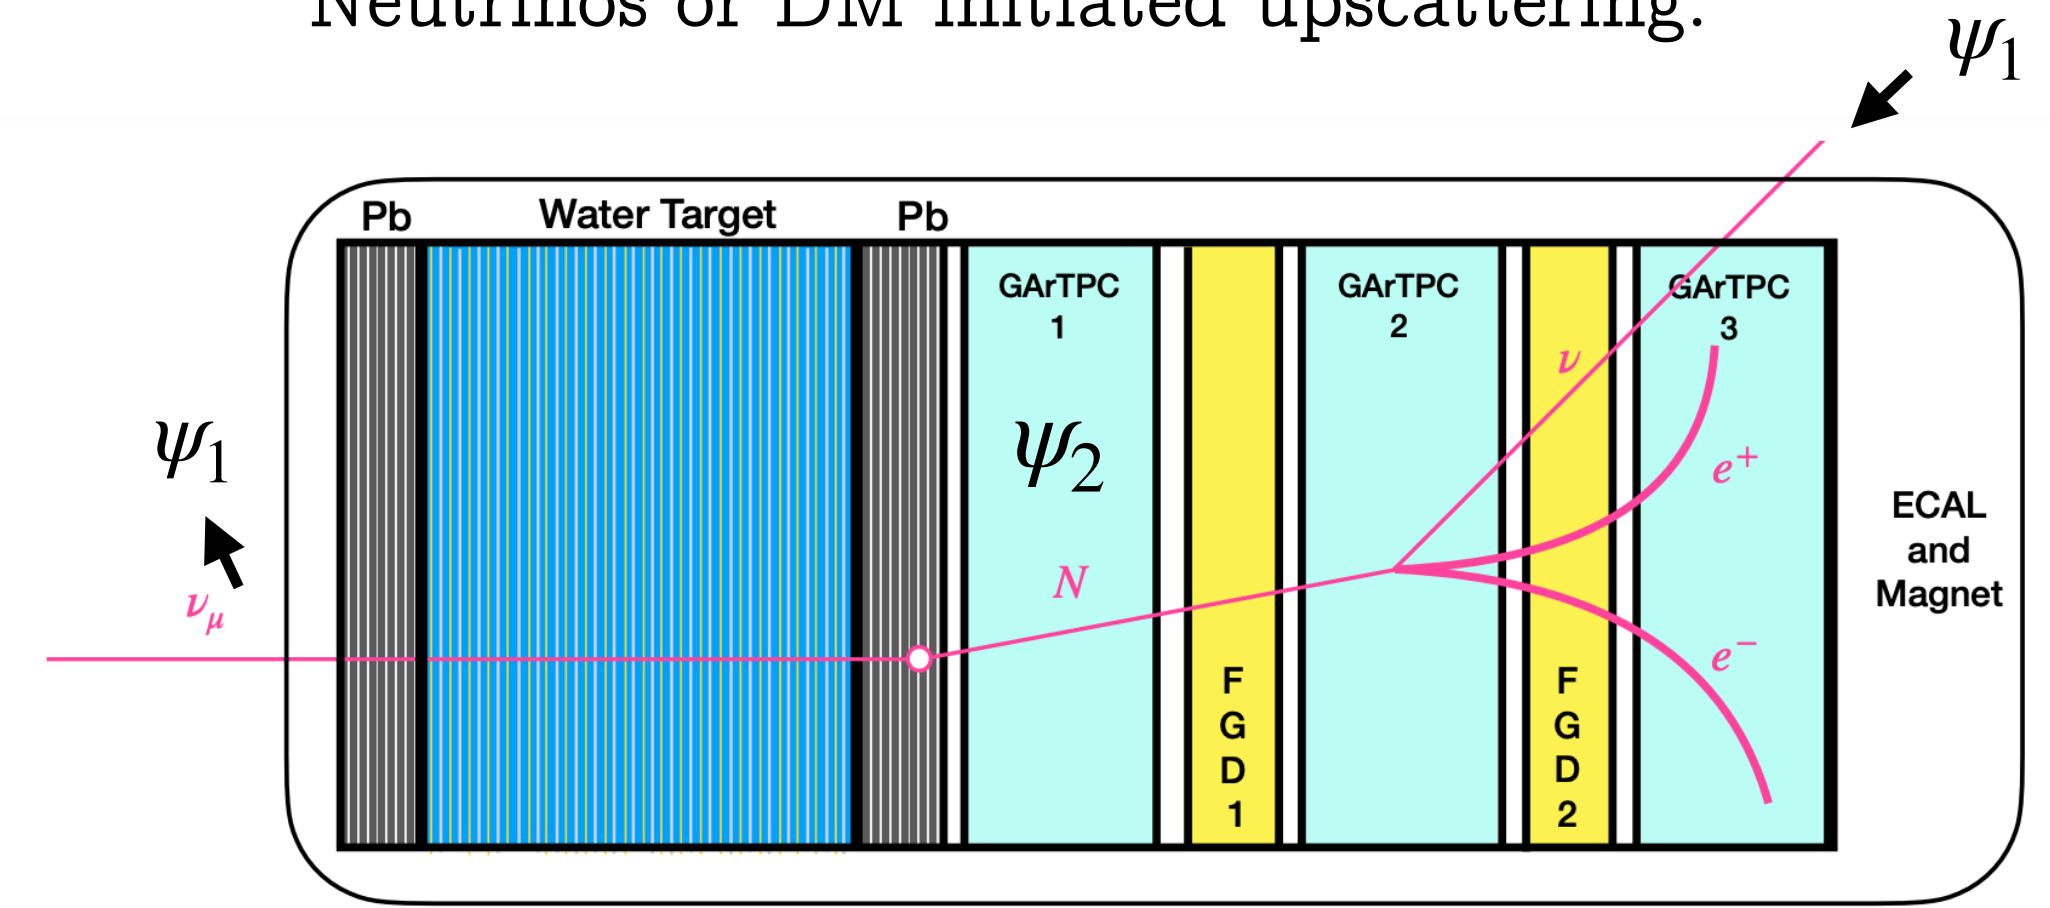 Neutrinos or DM initiated upscattering.
ψ₁
Pb
Water Target
Pb
GArTPC
1
GArTPC
2
GArTPC
3
ν
ψ₁
ψ₂
e⁺
ECAL
and
Magnet
N
ν_μ
e⁻
F
G
D
1
F
G
D
2